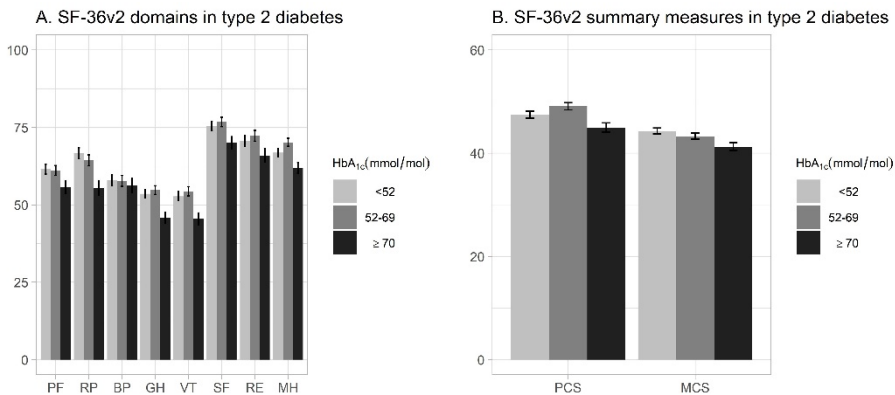 A. SF-36v2 domains in type 2 diabetes
100
75
50
25
0
PF RP BP GH VT SF RE MH
HbA1c(mmol/mol)
<52
52-69
≥ 70
B. SF-36v2 summary measures in type 2 diabetes
60
40
20
0
PCS MCS
HbA1c(mmol/mol)
<52
52-69
≥ 70